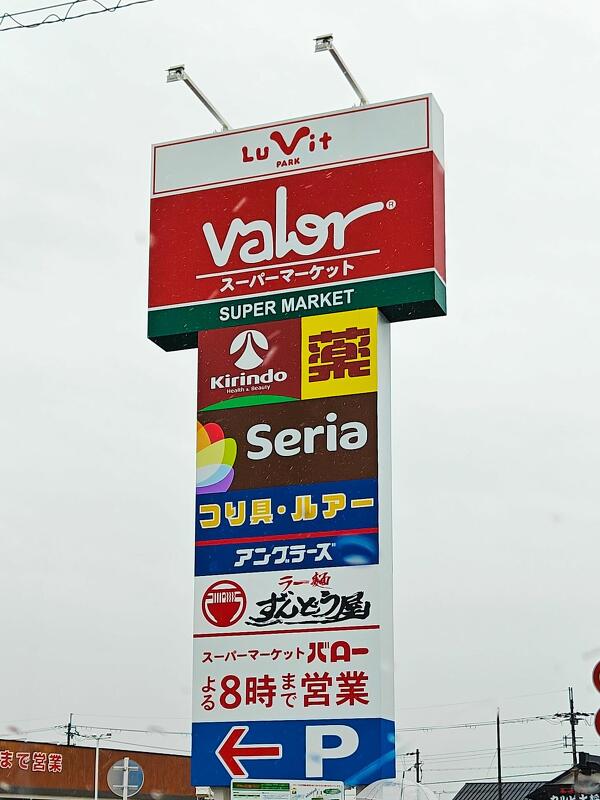 LuVit
PARK
valor®
スーパーマーケット
SUPER MARKET
Kirindo
Health & Beauty
薬
Seria
つり具・ルアー
アングラーズ
ラー麺
ずんどう屋
スーパーマーケットバロー
よる8時まで営業
P
まで営業